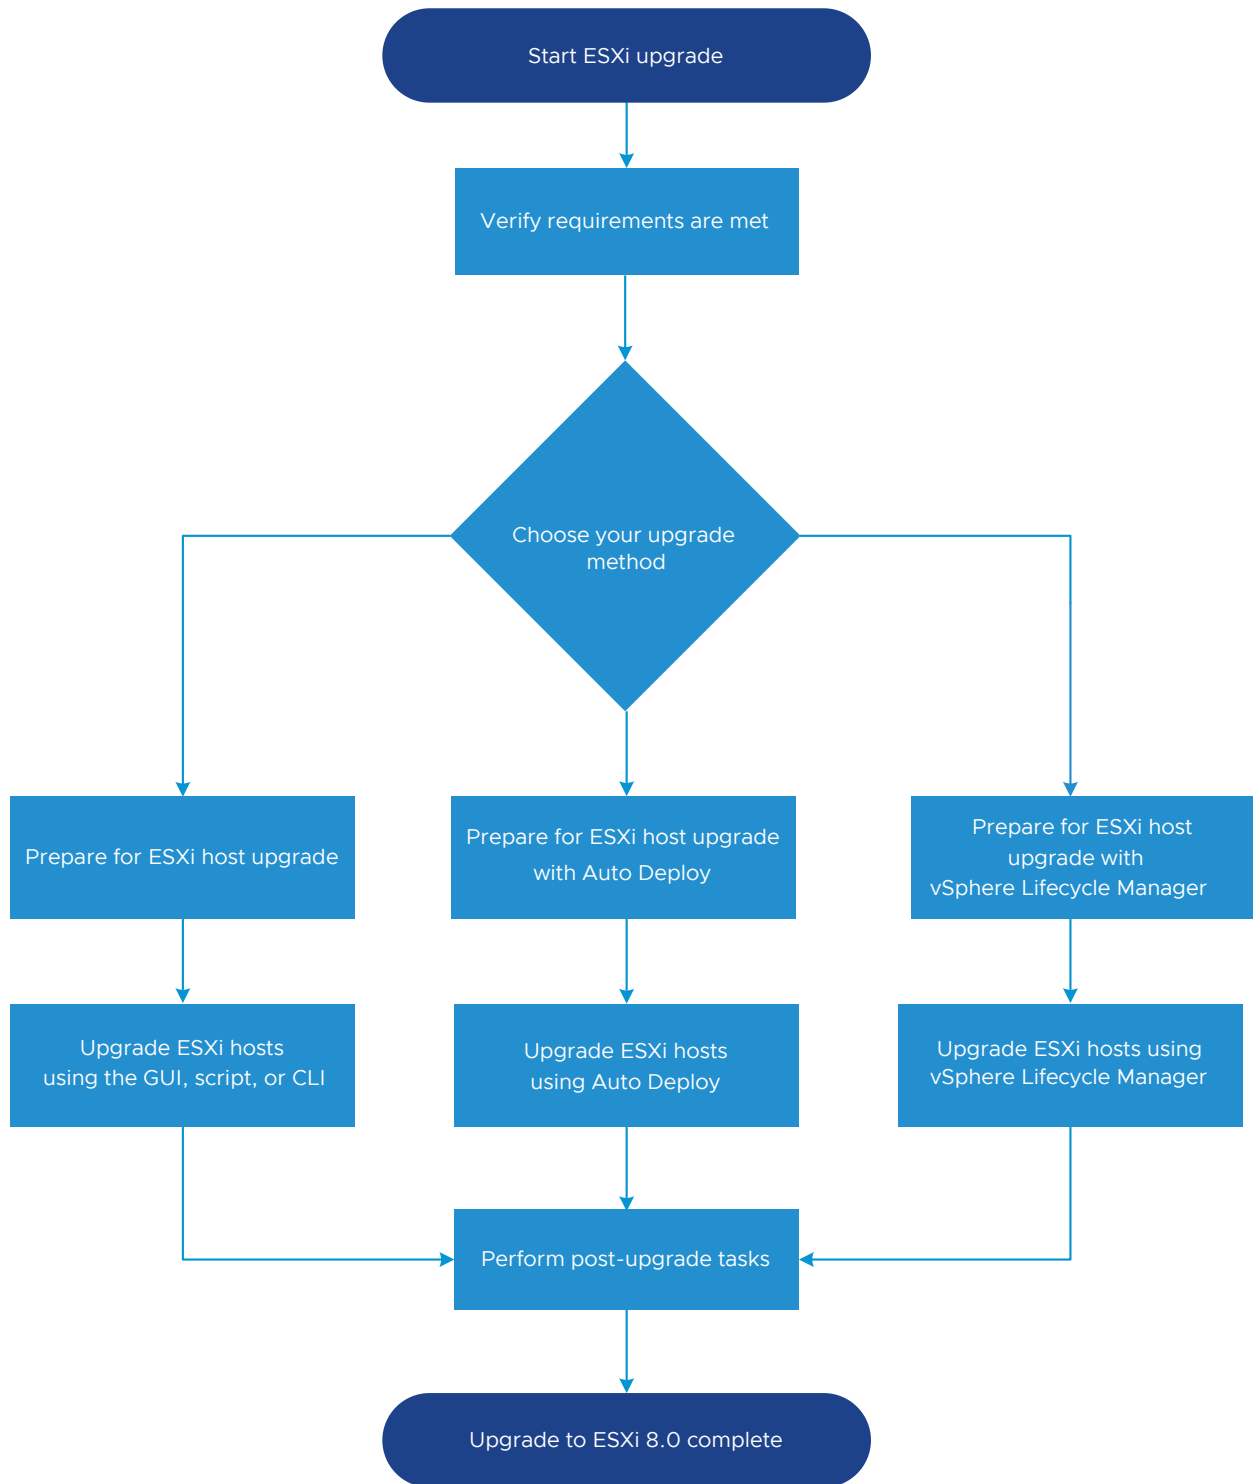 Start ESXi upgrade
Verify requirements are met
Choose your upgrade
method
Prepare for ESXi host upgrade
Prepare for ESXi host upgrade
with Auto Deploy
Prepare for ESXi host
upgrade with
vSphere Lifecycle Manager
Upgrade ESXi hosts
using the GUI, script, or CLI
Upgrade ESXi hosts
using Auto Deploy
Upgrade ESXi hosts using
vSphere Lifecycle Manager
Perform post-upgrade tasks
Upgrade to ESXi 8.0 complete